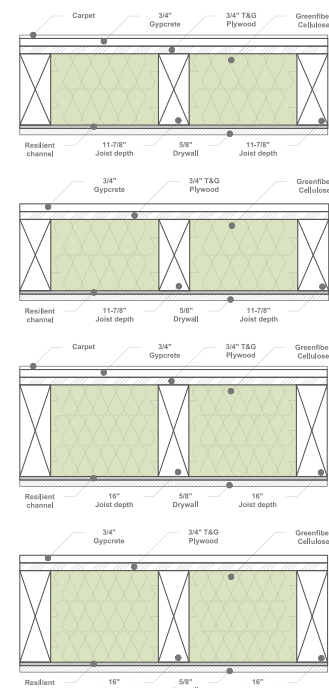 Carpet 3/4" 3/4" T&G Greenfibe
Gypcrete Plywood Cellulose
Resilient 11-7/8" 5/8" 11-7/8"
channel Joist depth Drywall Joist depth
3/4" 3/4" T&G Greenfibe
Gypcrete Plywood Cellulose
Resilient 11-7/8" 5/8" 11-7/8"
channel Joist depth Drywall Joist depth
Carpet 3/4" 3/4" T&G Greenfibe
Gypcrete Plywood Cellulose
Resilient 16" 5/8" 16"
channel Joist depth Drywall Joist depth
3/4" 3/4" T&G Greenfibe
Gypcrete Plywood Cellulose
Resilient 16" 5/8" 16"